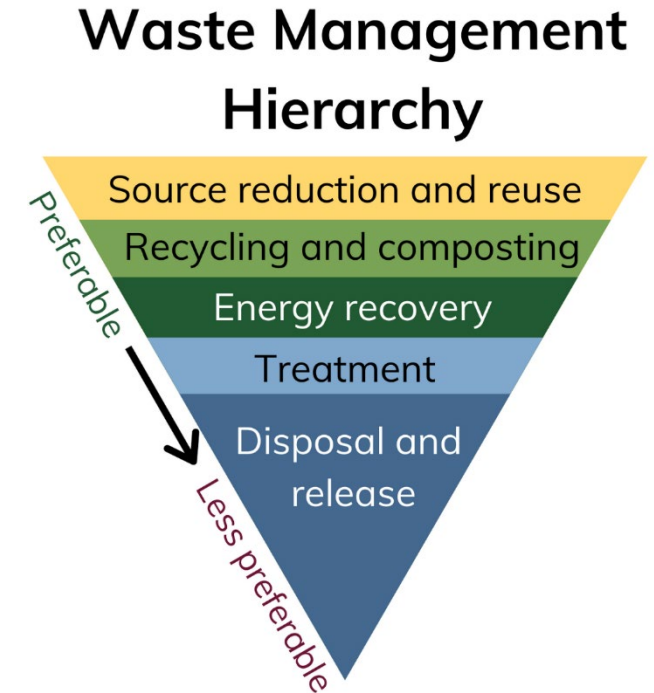 Waste Management
Hierarchy
Source reduction and reuse
Recycling and composting
Energy recovery
Treatment
Disposal and
release
Preferable
Less preferable